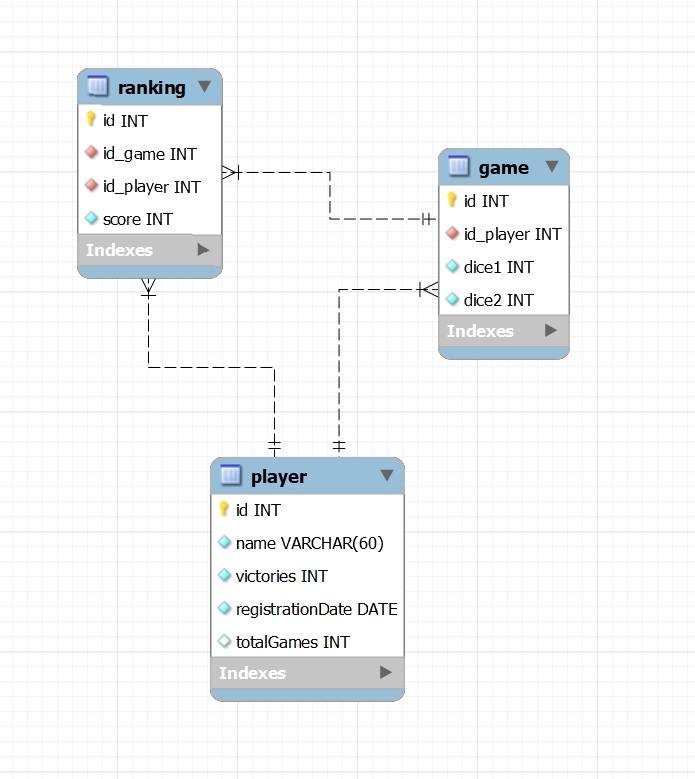 ranking
id INT
id_game INT
id_player INT
score INT
Indexes
game
id INT
id_player INT
dice1 INT
dice2 INT
Indexes
player
id INT
name VARCHAR(60)
victories INT
registrationDate DATE
totalGames INT
Indexes